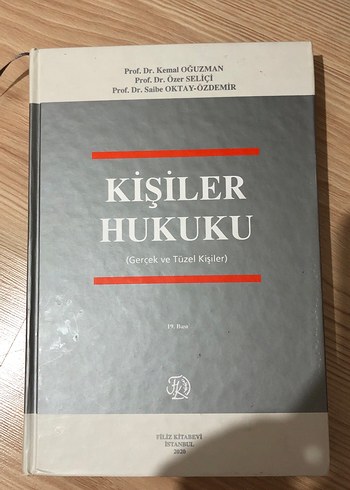 Prof. Dr. Kemal OĞUZMAN
Prof. Dr. Özer SELİÇİ
Prof. Dr. Saibe OKTAY-ÖZDEMİR
KİŞİLER
HUKUKU
(Gerçek ve Tüzel Kişiler)
19. Bası
FİLİZ KİTABEVİ
İSTANBUL
2020